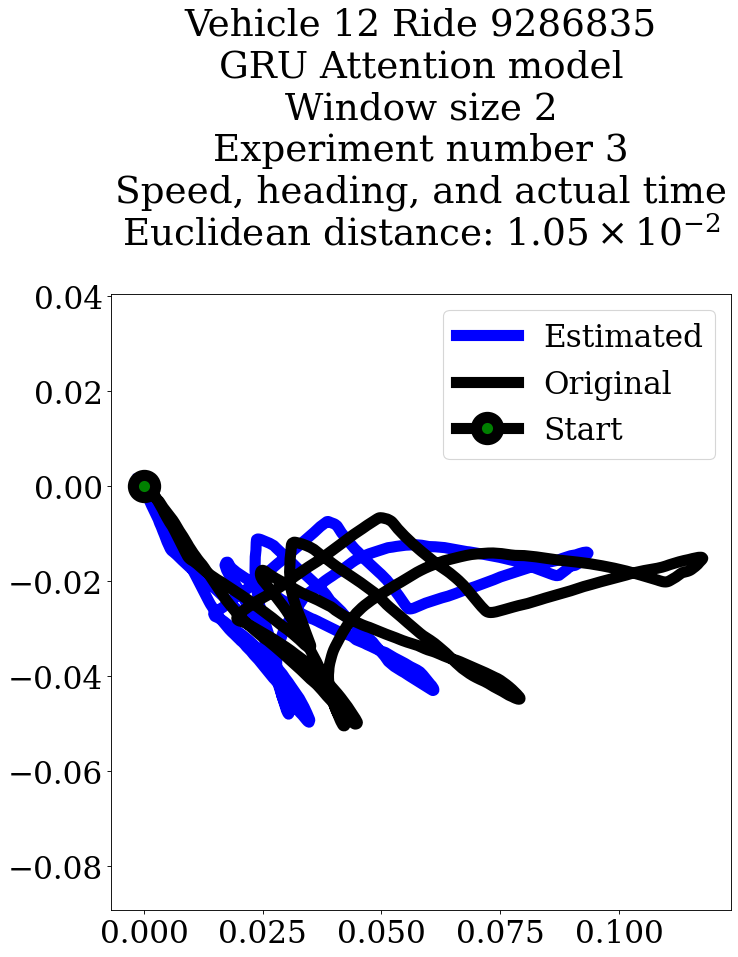 Vehicle 12 Ride 9286835
GRU Attention model
Window size 2
Experiment number 3
Speed, heading, and actual time
Euclidean distance: 1.05 × 10⁻²
0.04
Estimated
0.02
Original
Start
0.00
−0.02
−0.04
−0.06
−0.08
0.000 0.025 0.050 0.075 0.100